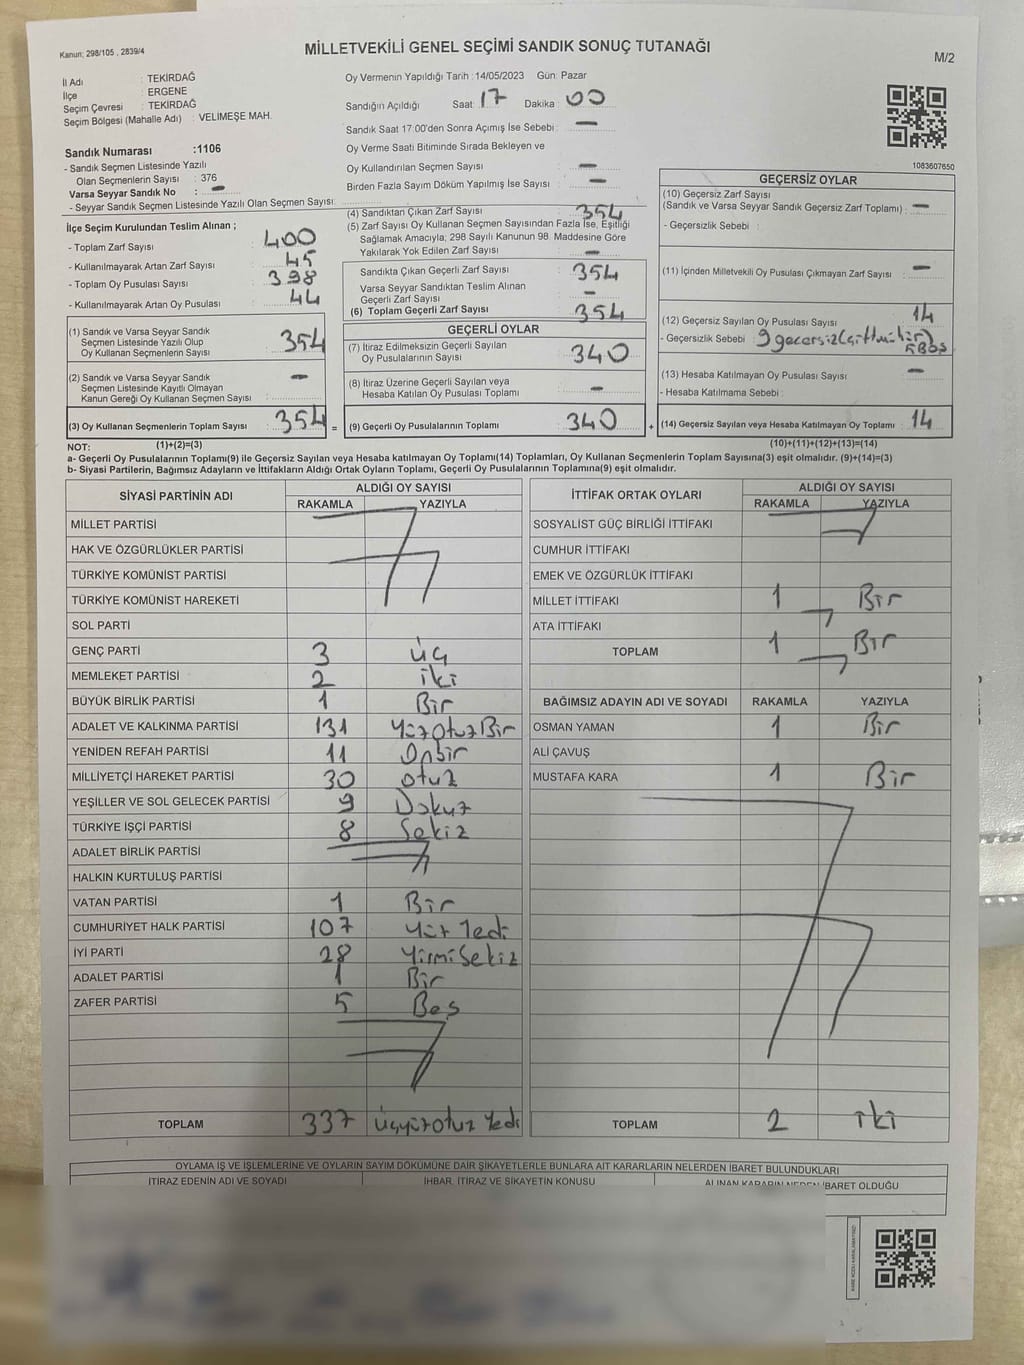 Kanun; 298/105 , 2839/4
MİLLETVEKİLİ GENEL SEÇİMİ SANDIK SONUÇ TUTANAĞI
M/2
İl Adı : TEKİRDAĞ
İlçe : ERGENE
Seçim Çevresi : TEKİRDAĞ
Seçim Bölgesi (Mahalle Adı) : VELİMEŞE MAH.
Oy Vermenin Yapıldığı Tarih : 14/05/2023 Gün: Pazar
Sandığın Açıldığı Saat 17 Dakika : 00
Sandık Saat 17:00'den Sonra Açımış İse Sebebi : —
Oy Verme Saati Bitiminde Sırada Bekleyen ve
Oy Kullandırılan Seçmen Sayısı : —
Birden Fazla Sayım Döküm Yapılmış İse Sayısı : —
1083607650
Sandık Numarası :1106
- Sandık Seçmen Listesinde Yazılı
Olan Seçmenlerin Sayısı : 376
Varsa Seyyar Sandık No : —
- Seyyar Sandık Seçmen Listesinde Yazılı Olan Seçmen Sayısı:
İlçe Seçim Kurulundan Teslim Alınan ;
- Toplam Zarf Sayısı : 400
- Kullanılmayarak Artan Zarf Sayısı : 45
- Toplam Oy Pusulası Sayısı : 398
- Kullanılmayarak Artan Oy Pusulası : 44
(1) Sandık ve Varsa Seyyar Sandık
Seçmen Listesinde Yazılı Olup
Oy Kullanan Seçmenlerin Sayısı : 354
(2) Sandık ve Varsa Seyyar Sandık
Seçmen Listesinde Kayıtlı Olmayan
Kanun Gereği Oy Kullanan Seçmen Sayısı : —
(3) Oy Kullanan Seçmenlerin Toplam Sayısı : 354 =
(4) Sandıktan Çıkan Zarf Sayısı : 354
(5) Zarf Sayısı Oy Kullanan Seçmen Sayısından Fazla İse, Eşitliği
Sağlamak Amacıyla; 298 Sayılı Kanunun 98. Maddesine Göre
Yakılarak Yok Edilen Zarf Sayısı : —
Sandıkta Çıkan Geçerli Zarf Sayısı : 354
Varsa Seyyar Sandıktan Teslim Alınan
Geçerli Zarf Sayısı : —
(6) Toplam Geçerli Zarf Sayısı : 354
GEÇERLİ OYLAR
(7) İtiraz Edilmeksizin Geçerli Sayılan
Oy Pusulalarının Sayısı : 340
(8) İtiraz Üzerine Geçerli Sayılan veya
Hesaba Katılan Oy Pusulası Toplamı : —
(9) Geçerli Oy Pusulalarının Toplamı : 340 +
GEÇERSİZ OYLAR
(10) Geçersiz Zarf Sayısı
(Sandık ve Varsa Seyyar Sandık Geçersiz Zarf Toplamı) : —
- Geçersizlik Sebebi :
(11) İçinden Milletvekili Oy Pusulası Çıkmayan Zarf Sayısı : —
(12) Geçersiz Sayılan Oy Pusulası Sayısı : 14
- Geçersizlik Sebebi : 9 geçersiz(çift mühür)
5 Boş
(13) Hesaba Katılmayan Oy Pusulası Sayısı : —
- Hesaba Katılmama Sebebi :
(14) Geçersiz Sayılan veya Hesaba Katılmayan Oy Toplamı : 14
NOT: (1)+(2)=(3)
(10)+(11)+(12)+(13)=(14)
a- Geçerli Oy Pusulalarının Toplamı(9) ile Geçersiz Sayılan veya Hesaba katılmayan Oy Toplamı(14) Toplamları, Oy Kullanan Seçmenlerin Toplam Sayısına(3) eşit olmalıdır. (9)+(14)=(3)
b- Siyasi Partilerin, Bağımsız Adayların ve İttifakların Aldığı Ortak Oyların Toplamı, Geçerli Oy Pusulalarının Toplamına(9) eşit olmalıdır.
SİYASİ PARTİNİN ADI ALDIĞI OY SAYISI
RAKAMLA YAZIYLA
MİLLET PARTİSİ
HAK VE ÖZGÜRLÜKLER PARTİSİ
TÜRKİYE KOMÜNİST PARTİSİ
TÜRKİYE KOMÜNİST HAREKETİ
SOL PARTİ
GENÇ PARTİ 3 üç
MEMLEKET PARTİSİ 2 iki
BÜYÜK BİRLİK PARTİSİ 1 Bir
ADALET VE KALKINMA PARTİSİ 131 YüzOtuzBir
YENİDEN REFAH PARTİSİ 11 Onbir
MİLLİYETÇİ HAREKET PARTİSİ 30 otuz
YEŞİLLER VE SOL GELECEK PARTİSİ 9 Dokuz
TÜRKİYE İŞÇİ PARTİSİ 8 Sekiz
ADALET BİRLİK PARTİSİ
HALKIN KURTULUŞ PARTİSİ
VATAN PARTİSİ 1 Bir
CUMHURİYET HALK PARTİSİ 107 Yüz Yedi
İYİ PARTİ 28 YirmiSekiz
ADALET PARTİSİ 1 Bir
ZAFER PARTİSİ 5 Beş
TOPLAM 337 üçyüzotuz Yedi
İTTİFAK ORTAK OYLARI ALDIĞI OY SAYISI
RAKAMLA YAZIYLA
SOSYALİST GÜÇ BİRLİĞİ İTTİFAKI
CUMHUR İTTİFAKI
EMEK VE ÖZGÜRLÜK İTTİFAKI
MİLLET İTTİFAKI 1 Bir
ATA İTTİFAKI
TOPLAM 1 Bir
BAĞIMSIZ ADAYIN ADI VE SOYADI RAKAMLA YAZIYLA
OSMAN YAMAN 1 Bir
ALİ ÇAVUŞ
MUSTAFA KARA 1 Bir
TOPLAM 2 iki
OYLAMA İŞ VE İŞLEMLERİNE VE OYLARIN SAYIM DÖKÜMÜNE DAİR ŞİKAYETLERLE BUNLARA AİT KARARLARIN NELERDEN İBARET BULUNDUKLARI
İTİRAZ EDENİN ADI VE SOYADI İHBAR, İTİRAZ VE ŞİKAYETİN KONUSU ALINAN KARARIN NEDEN İBARET OLDUĞU